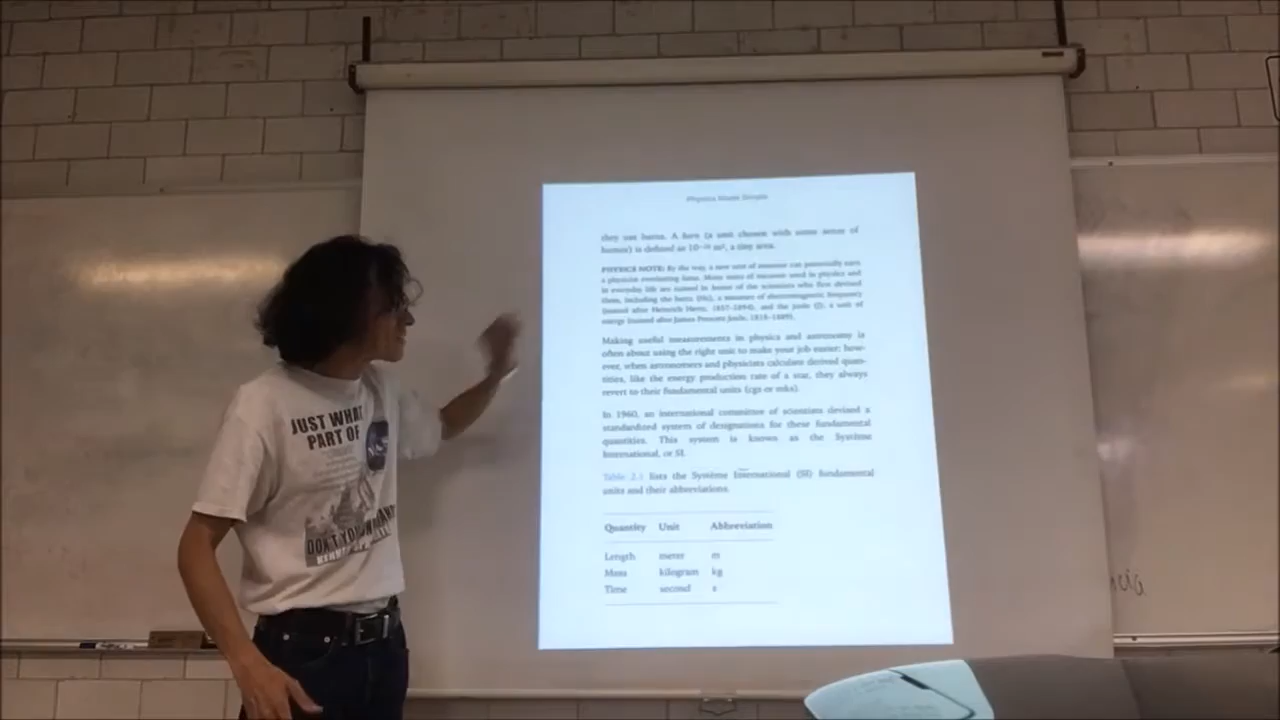 Physics Made Simple
they use barns. A barn (a unit chosen with some sense of
humor) is defined as 10⁻²⁸ m², a tiny area.
PHYSICS NOTE: By the way, a new unit of measure can potentially earn
a physicist everlasting fame. Many units of measure used in physics and
in everyday life are named in honor of the scientists who first devised
them, including the hertz (Hz), a measure of electromagnetic frequency
(named after Heinrich Hertz, 1857–1894), and the joule (J), a unit of
energy (named after James Prescott Joule, 1818–1889).
Making useful measurements in physics and astronomy is
often about using the right unit to make your job easier; how-
ever, when astronomers and physicists calculate derived quan-
tities, like the energy production rate of a star, they always
revert to their fundamental units (cgs or mks).
In 1960, an international committee of scientists devised a
standardized system of designations for these fundamental
quantities. This system is known as the Système
International, or SI.
Table 2.1 lists the Système International (SI) fundamental
units and their abbreviations.
Quantity Unit Abbreviation
Length meter m
Mass kilogram kg
Time second s
JUST WHAT
PART OF
NASA
DON'T YOU